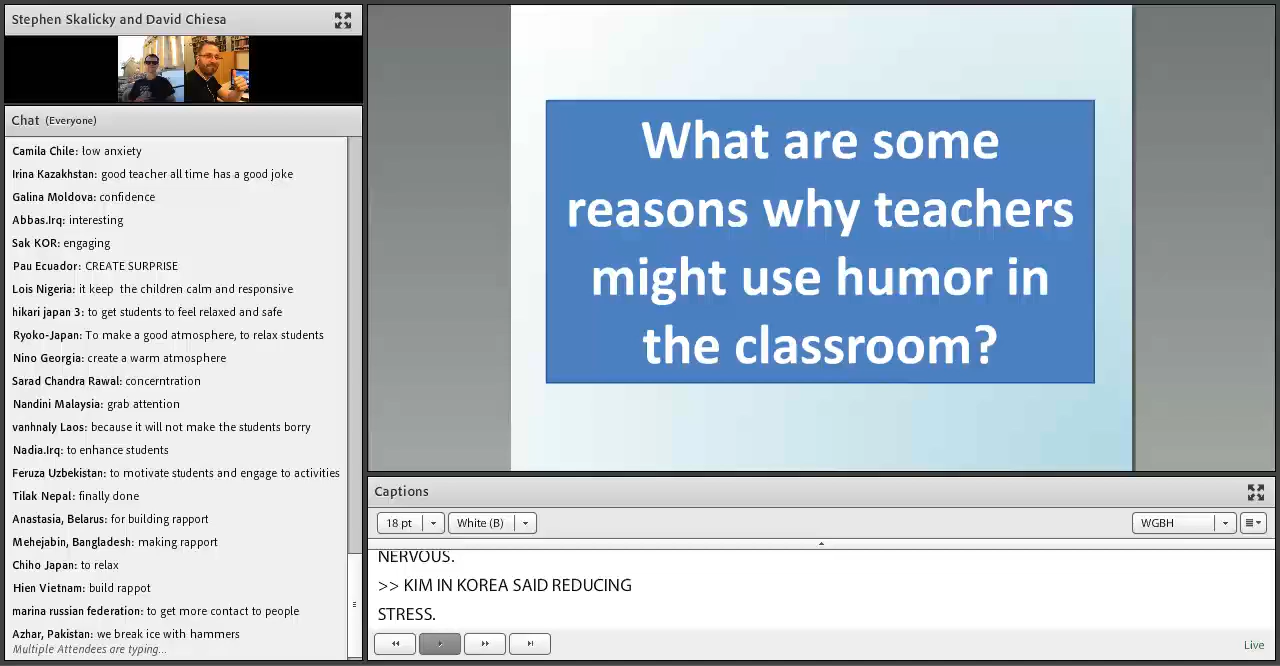 Stephen Skalicky and David Chiesa
Chat (Everyone)
Camila Chile: low anxiety
Irina Kazakhstan: good teacher all time has a good joke
Galina Moldova: confidence
Abbas.Irq: interesting
Sak KOR: engaging
Pau Ecuador: CREATE SURPRISE
Lois Nigeria: it keep  the children calm and responsive
hikari japan 3: to get students to feel relaxed and safe
Ryoko-Japan: To make a good atmosphere, to relax students
Nino Georgia: create a warm atmosphere
Sarad Chandra Rawal: concerntration
Nandini Malaysia: grab attention
vanhnaly Laos: because it will not make the students borry
Nadia.Irq: to enhance students
Feruza Uzbekistan: to motivate students and engage to activities
Tilak Nepal: finally done
Anastasia, Belarus: for building rapport
Mehejabin, Bangladesh: making rapport
Chiho Japan: to relax
Hien Vietnam: build rappot
marina russian federation: to get more contact to people
Azhar, Pakistan: we break ice with hammers
Multiple Attendees are typing...
What are some
reasons why teachers
might use humor in
the classroom?
Captions
18 pt
White (B)
WGBH
NERVOUS.
>> KIM IN KOREA SAID REDUCING
STRESS.
Live